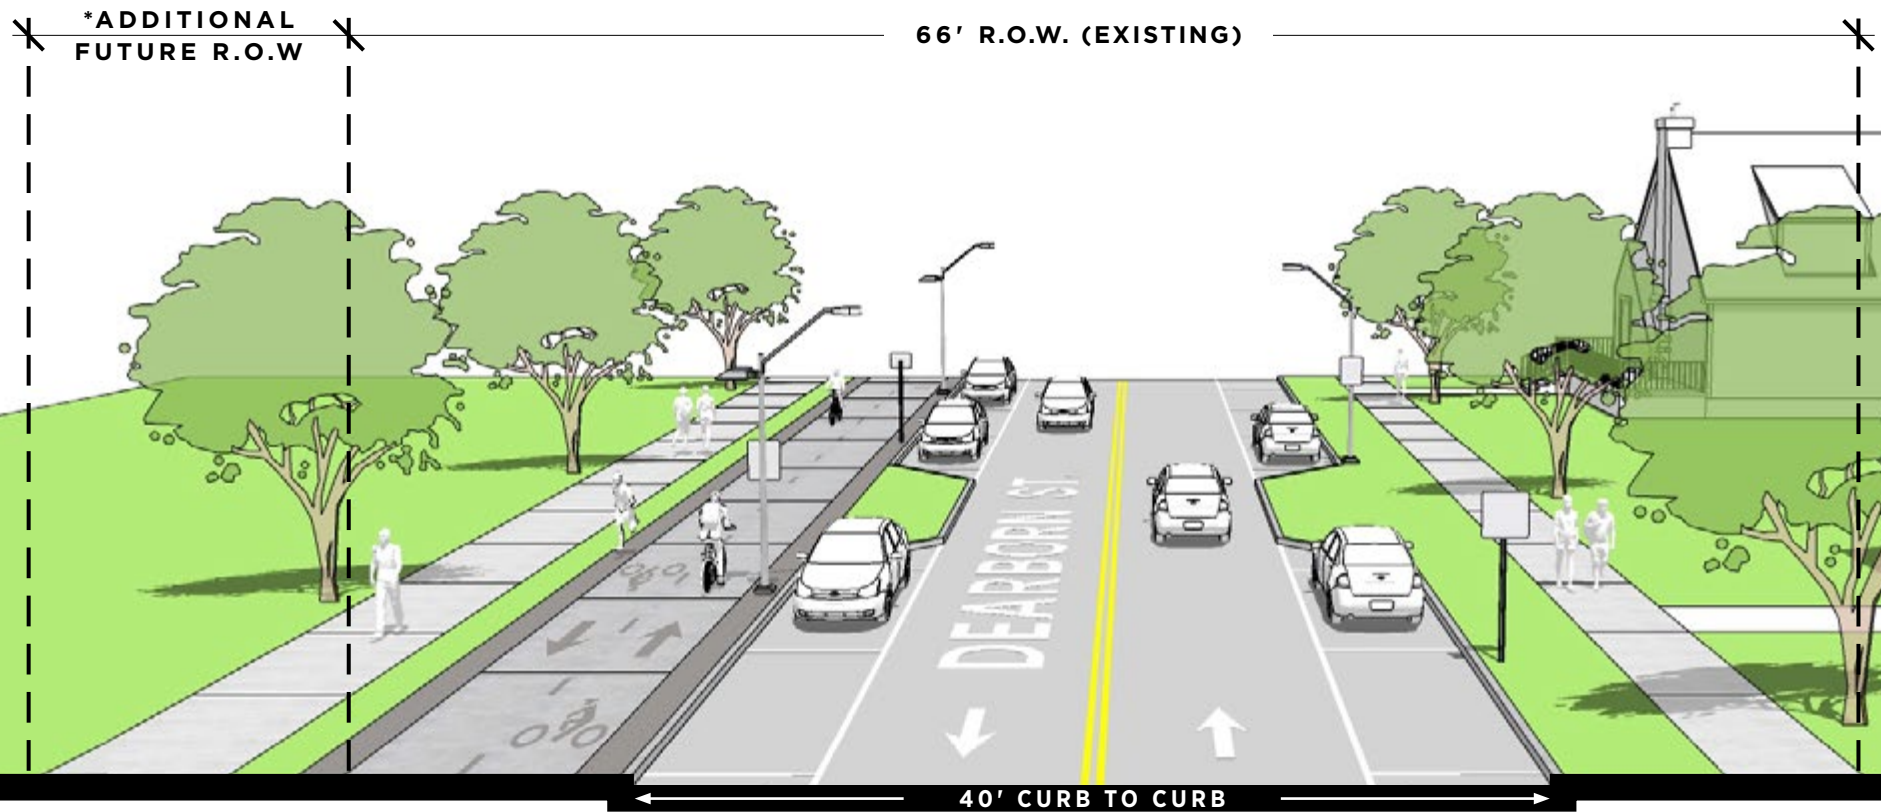 *ADDITIONAL
FUTURE R.O.W
66' R.O.W. (EXISTING)
DEARBORN ST.
40' CURB TO CURB